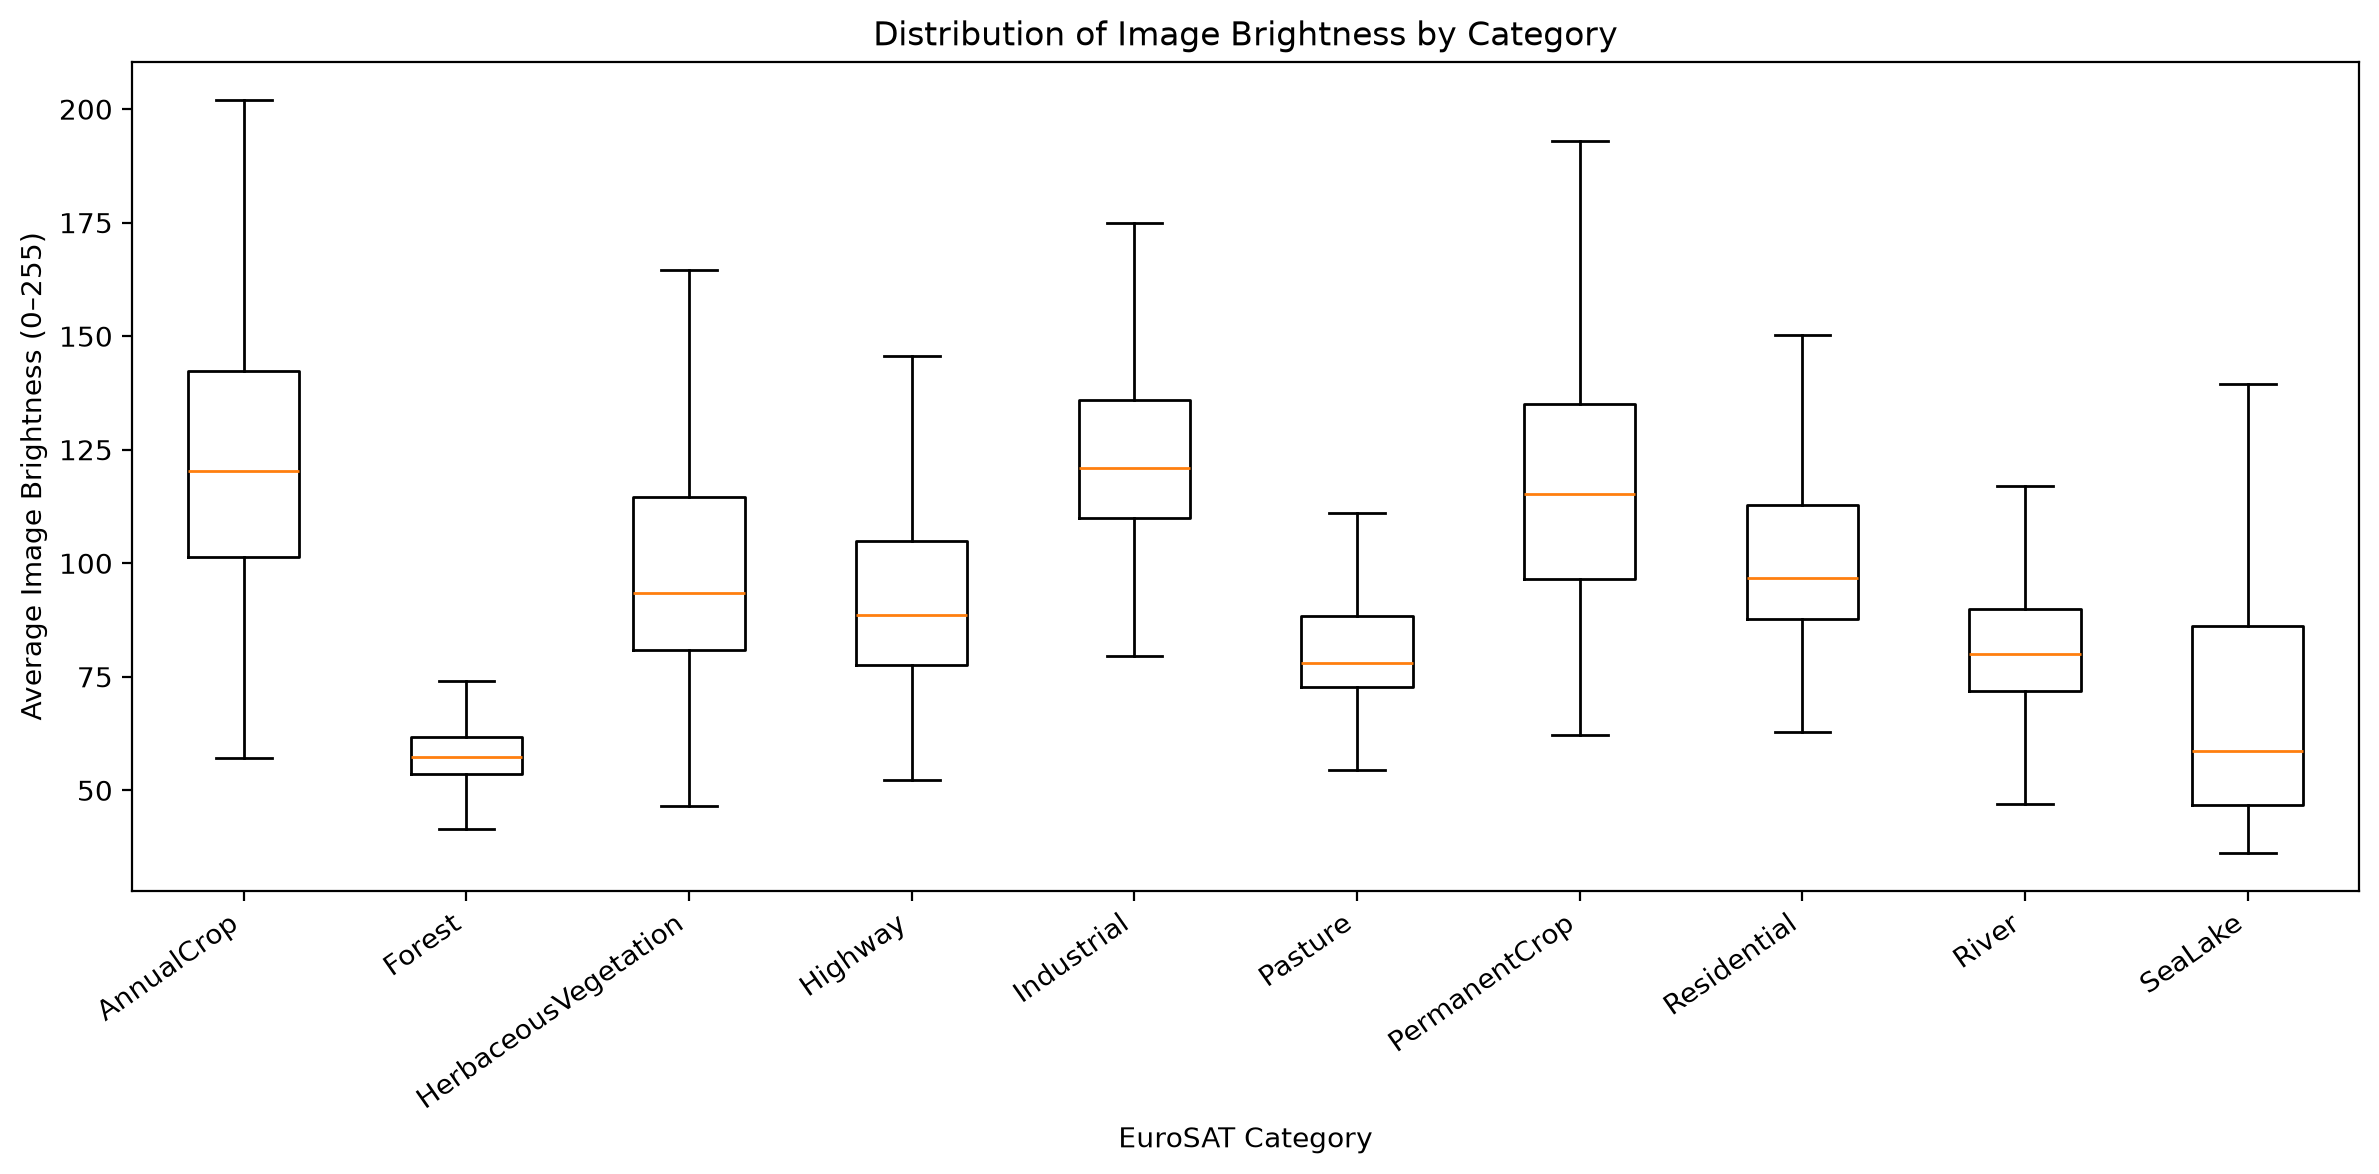 Distribution of Image Brightness by Category
Average Image Brightness (0–255)
200
175
150
125
100
75
50
AnnualCrop
Forest
HerbaceousVegetation
Highway
Industrial
Pasture
PermanentCrop
Residential
River
SeaLake
EuroSAT Category